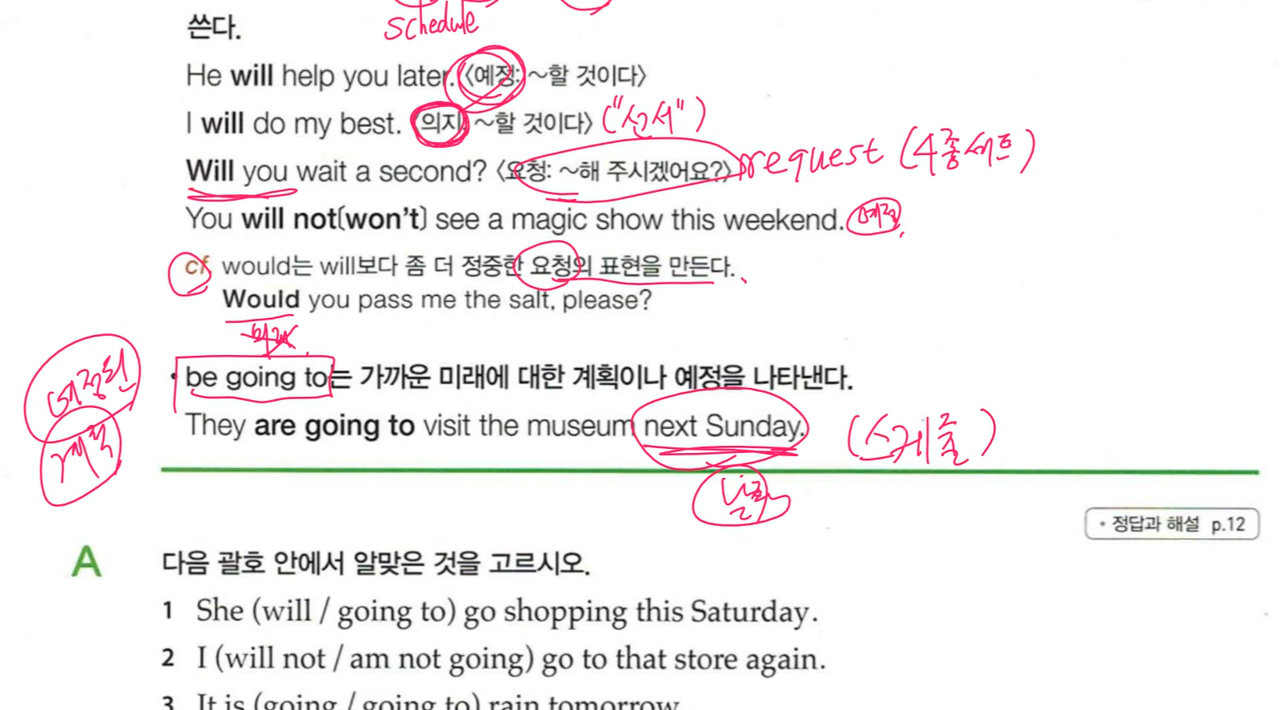 쓴다.
schedule
He will help you later. 〈예정: ~할 것이다〉
I will do my best. 〈의지: ~할 것이다〉 ("선서")
Will you wait a second? 〈요청: ~해 주시겠어요?〉 request (4종세트)
You will not(won't) see a magic show this weekend. 예정
cf would는 will보다 좀 더 정중한 요청의 표현을 만든다.
Would you pass me the salt, please?
예정된
• be going to는 가까운 미래에 대한 계획이나 예정을 나타낸다.
계획
They are going to visit the museum next Sunday. (스케줄)
날짜
• 정답과 해설 p.12
A 다음 괄호 안에서 알맞은 것을 고르시오.
1 She (will / going to) go shopping this Saturday.
2 I (will not / am not going) go to that store again.
3 It is (going / going to) rain tomorrow.